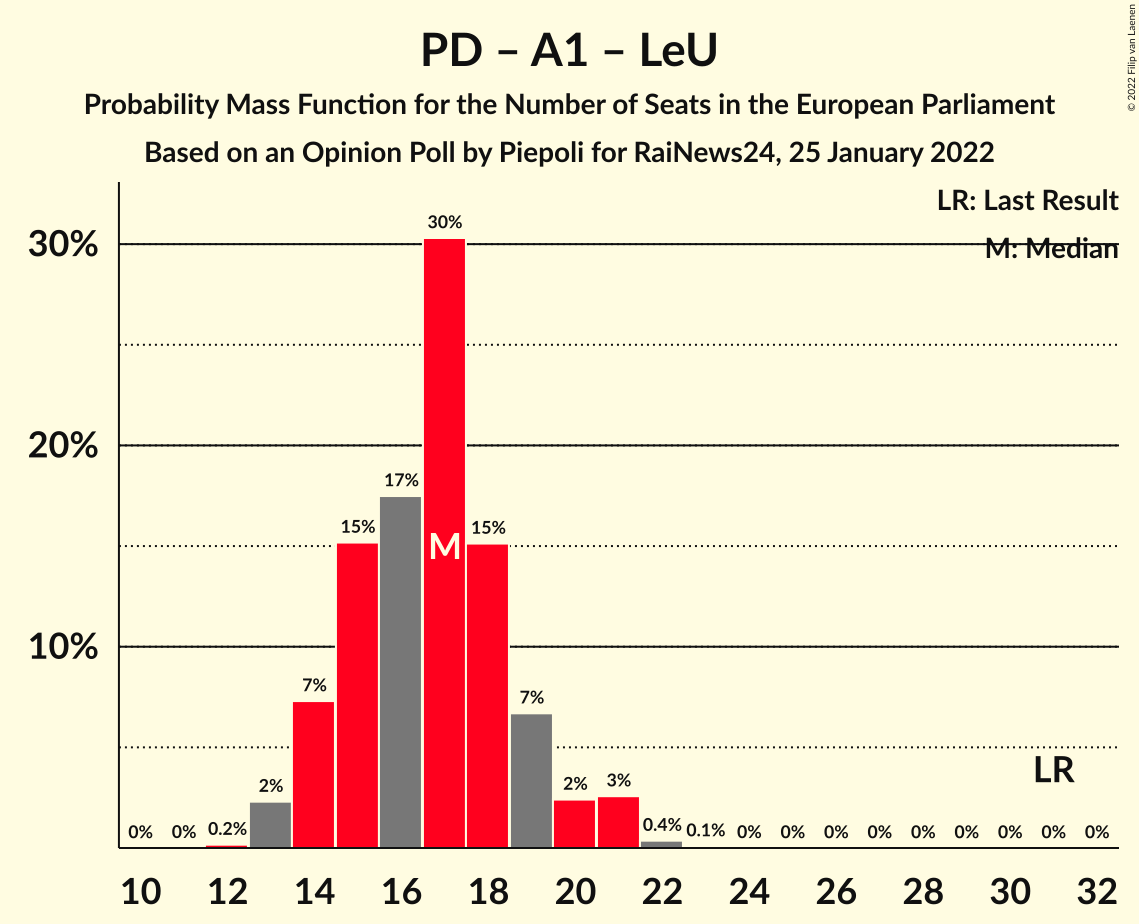 PD – A1 – LeU
Probability Mass Function for the Number of Seats in the European Parliament
Based on an Opinion Poll by Piepoli for RaiNews24, 25 January 2022
© 2022 Filip van Laenen
LR: Last Result
M: Median
30%
20%
10%
0% 0% 0.2% 2% 7% 15% 17% 30% 15% 7% 2% 3% 0.4% 0.1% 0% 0% 0% 0% 0% 0% 0% 0% 0%
M
LR
10 12 14 16 18 20 22 24 26 28 30 32